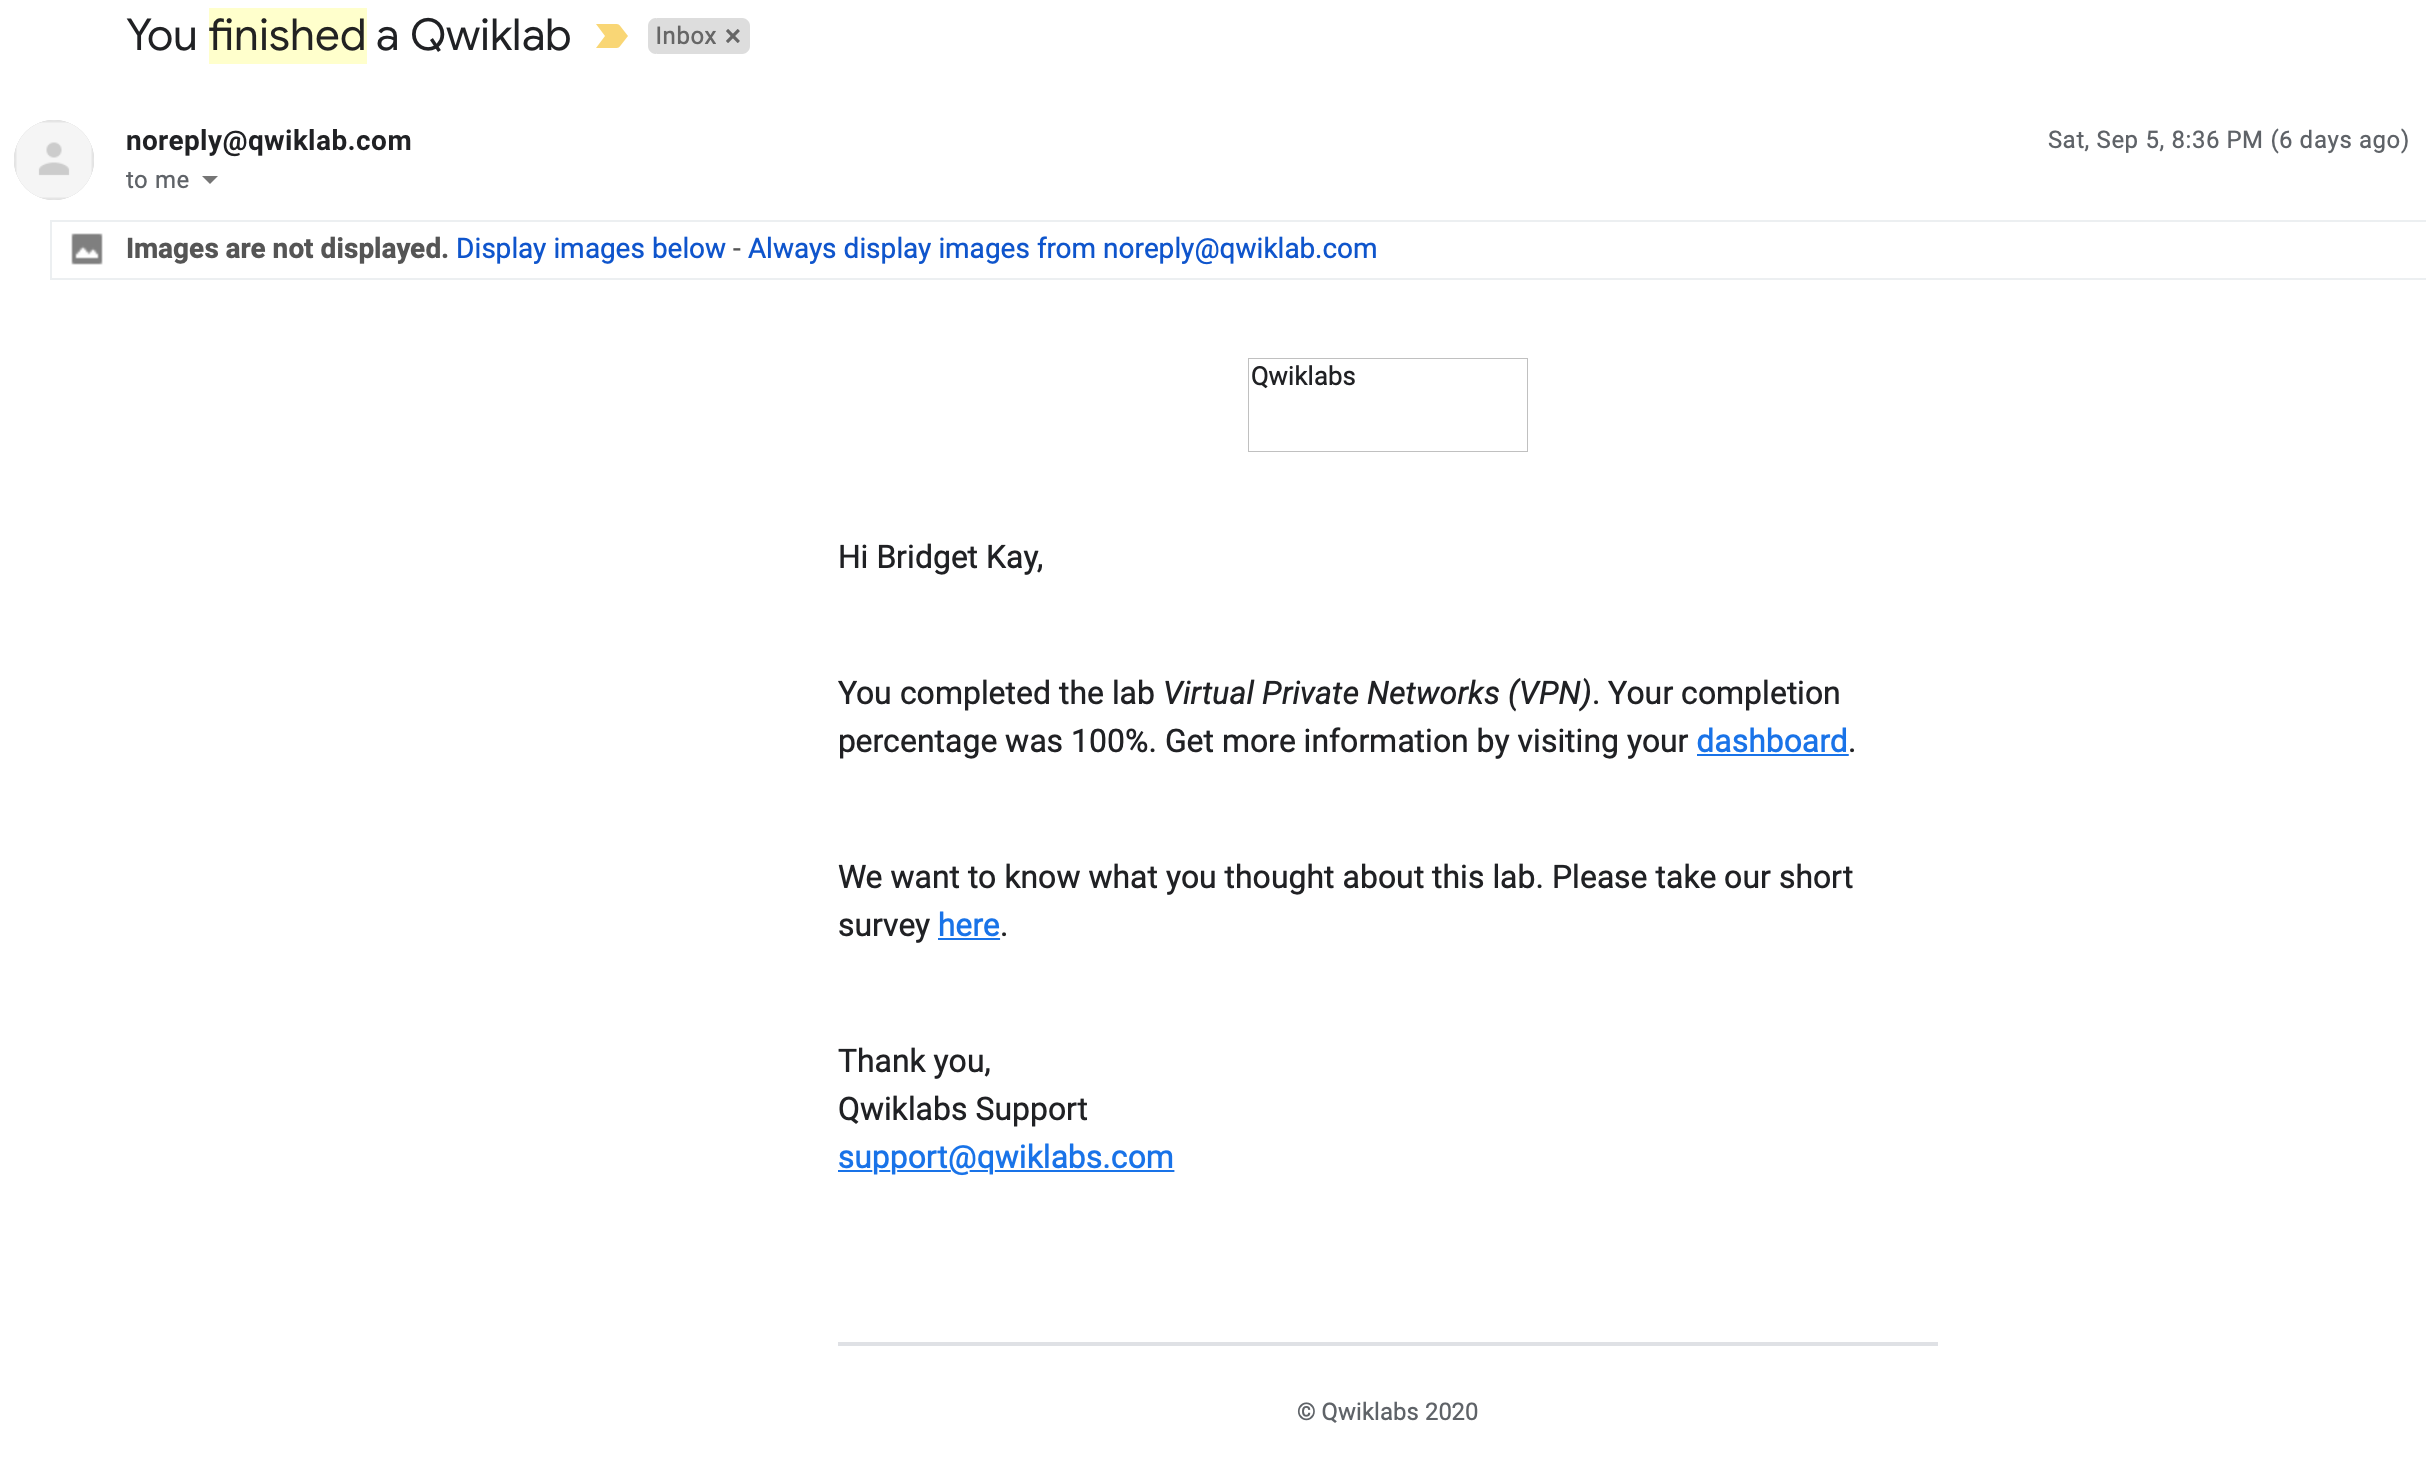 You finished a Qwiklab Inbox ×
noreply@qwiklab.com Sat, Sep 5, 8:36 PM (6 days ago)
to me
Images are not displayed. Display images below - Always display images from noreply@qwiklab.com
Qwiklabs
Hi Bridget Kay,
You completed the lab Virtual Private Networks (VPN). Your completion
percentage was 100%. Get more information by visiting your dashboard.
We want to know what you thought about this lab. Please take our short
survey here.
Thank you,
Qwiklabs Support
support@qwiklabs.com
© Qwiklabs 2020